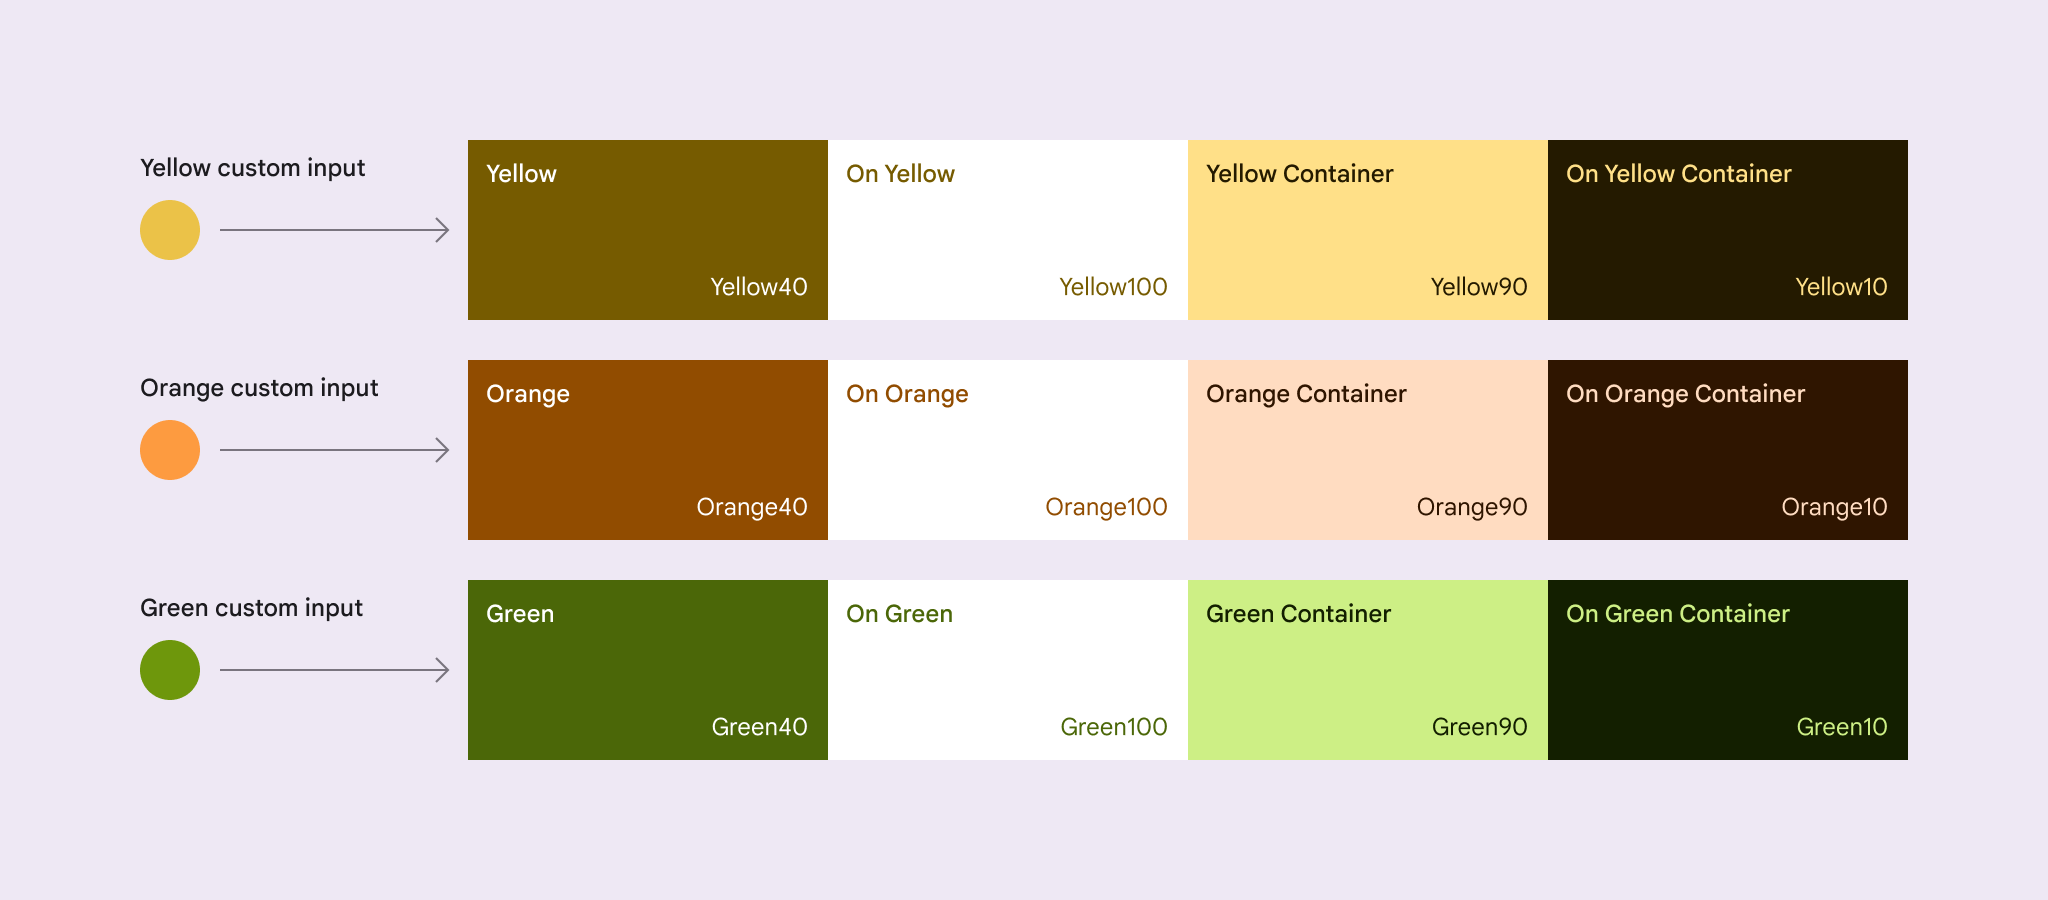 Yellow custom input
Yellow
On Yellow
Yellow Container
On Yellow Container
Yellow40
Yellow100
Yellow90
Yellow10
Orange custom input
Orange
On Orange
Orange Container
On Orange Container
Orange40
Orange100
Orange90
Orange10
Green custom input
Green
On Green
Green Container
On Green Container
Green40
Green100
Green90
Green10